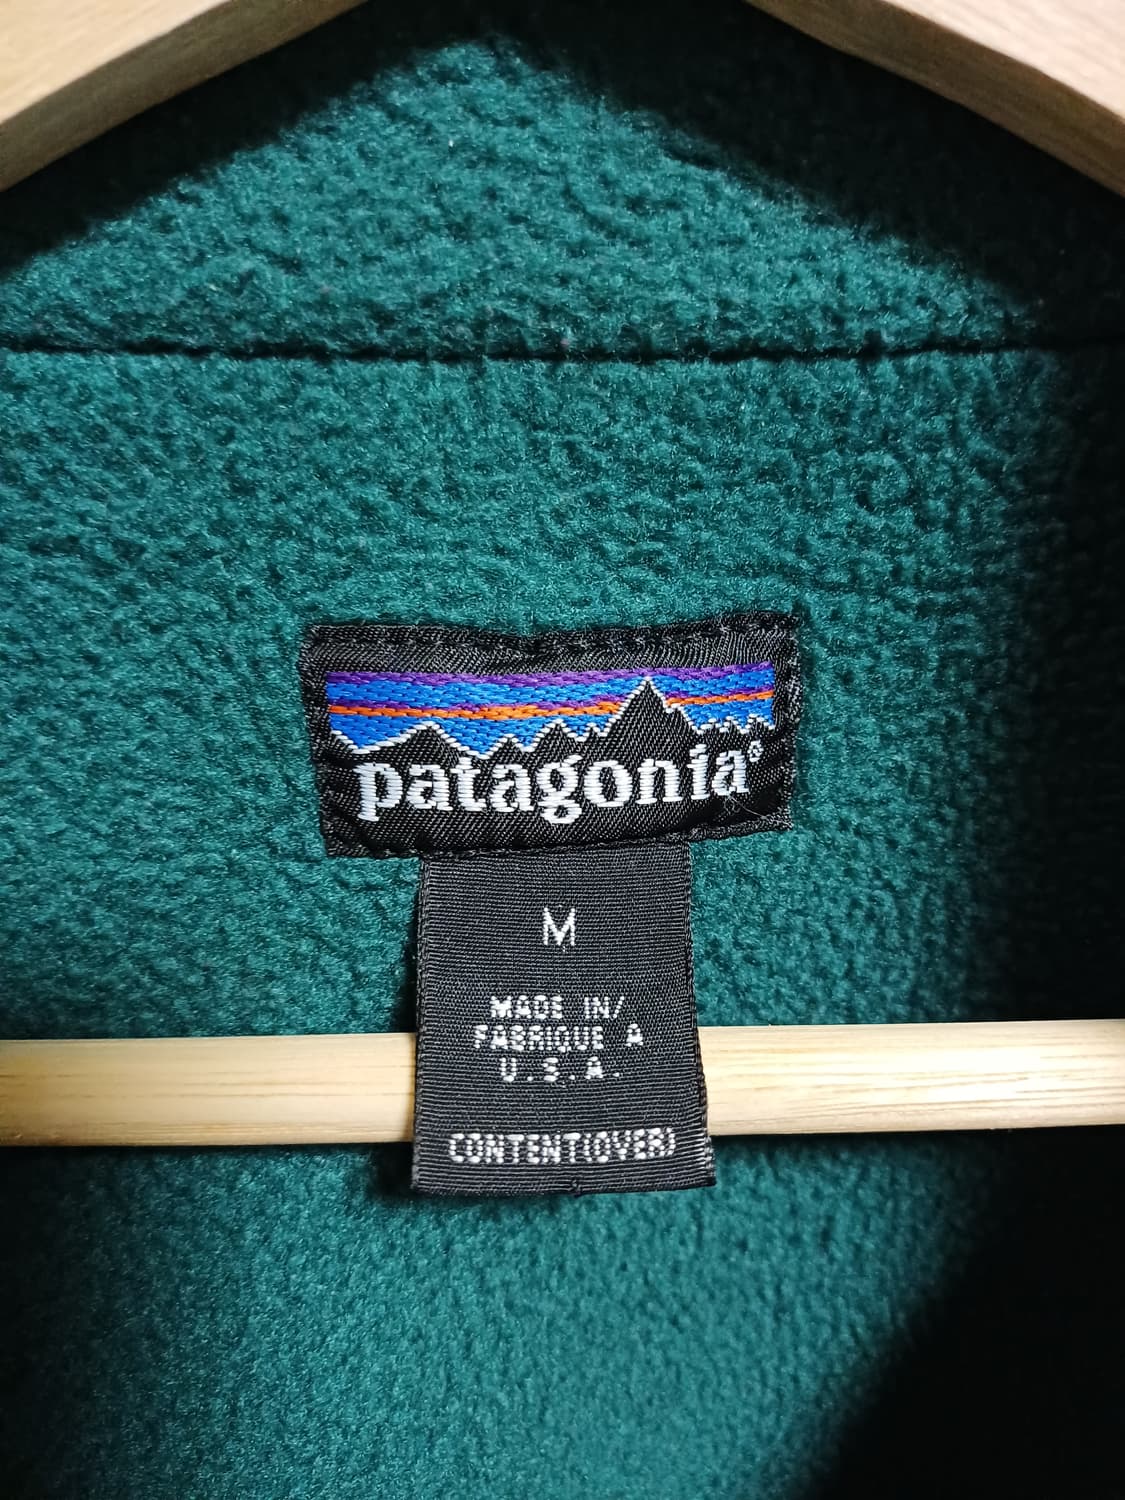 patagonia®
M
MADE IN/
FABRIQUE A
U.S.A.
CONTENT(OVER)